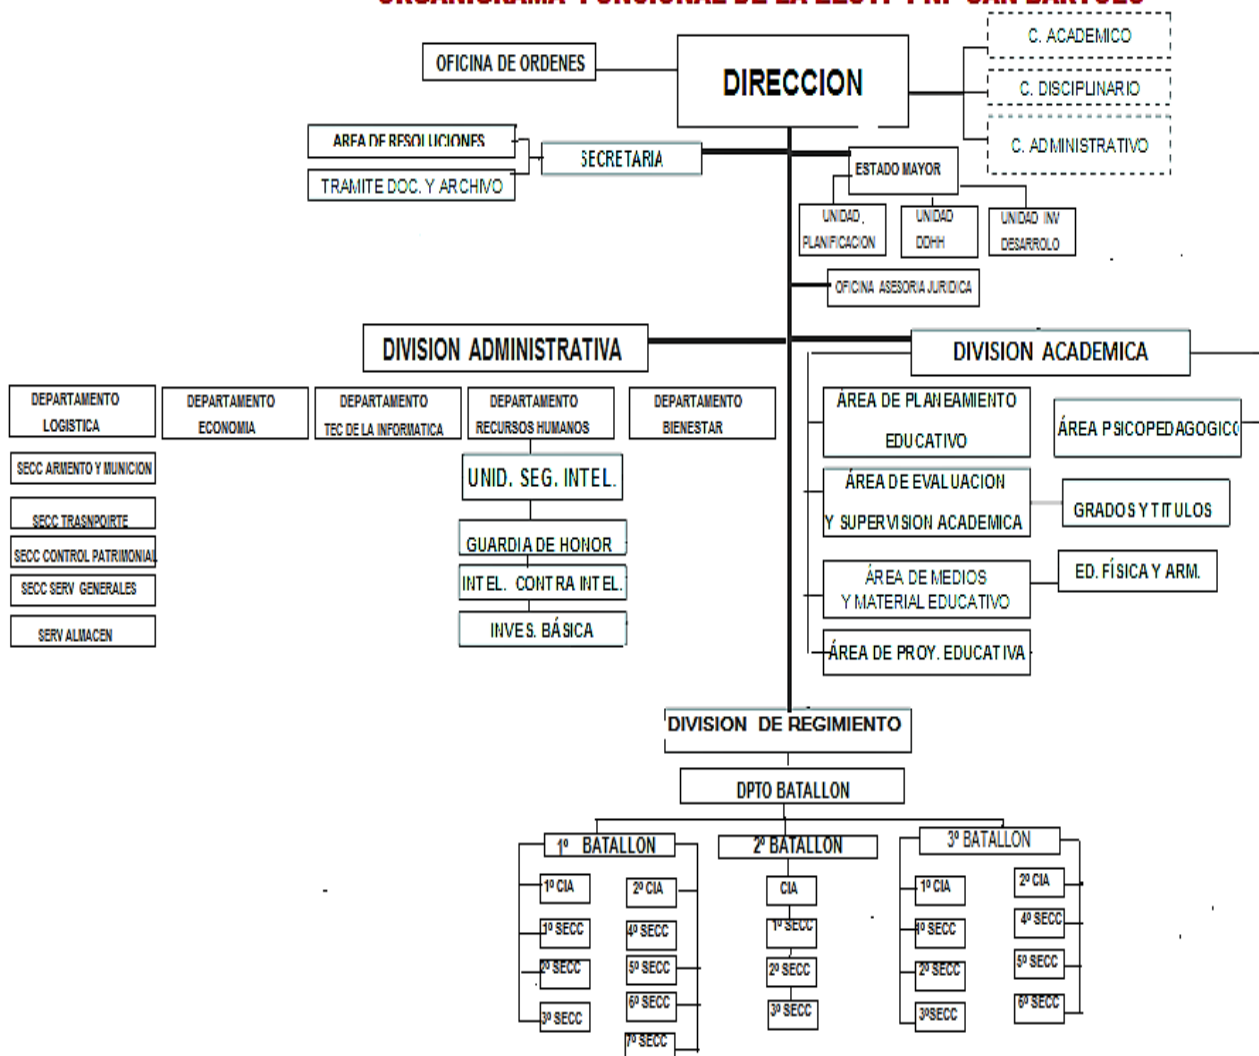 ORGANIGRAMA FUNCIONAL DE LA
SAN BARTOLO
OFICINA DE ORDENES
DIRECCION
C. ACADEMICO
C. DISCIPLINARIO
C. ADMINISTRATIVO
AREA DE RESOLUCIONES
TRAMITE DOC. Y ARCHIVO
SECRETARIA
ESTADO MAYOR
UNIDAD
PLANIFICACION
UNIDAD
DDHH
UNIDAD INV
DESARROLO
OFICINA ASESORIA JURIDICA
DIVISION ADMINISTRATIVA
DIVISION ACADEMICA
DEPARTAMENTO
LOGISTICA
DEPARTAMENTO
ECONOMIA
DEPARTAMENTO
TEC DE LA INFORMATICA
DEPARTAMENTO
RECURSOS HUMANOS
DEPARTAMENTO
BIENESTAR
SECC ARMENTO Y MUNICION
SECC TRASNPOIRTE
SECC CONTROL PATRIMONIAL
SECC SERV GENERALES
SERV ALMACEN
UNID. SEG. INTEL.
GUARDIA DE HONOR
INTEL. CONTRA INTEL.
INVES. BÁSICA
ÁREA DE PLANEAMIENTO
EDUCATIVO
ÁREA PSICOPEDAGOGICO
ÁREA DE EVALUACION
Y SUPERVISION ACADEMICA
GRADOS Y TITULOS
ÁREA DE MEDIOS
Y MATERIAL EDUCATIVO
ED. FÍSICA Y ARM.
ÁREA DE PROY. EDUCATIVA
DIVISION DE REGIMIENTO
DPTO BATALLON
1º BATALLON
2º BATALLON
3º BATALLON
1º CIA
1º SECC
2º SECC
3º SECC
2º CIA
4º SECC
5º SECC
6º SECC
7º SECC
CIA
1º SECC
2º SECC
3º SECC
1º CIA
1º SECC
2º SECC
3ºSECC
2º CIA
4º SECC
5º SECC
6º SECC